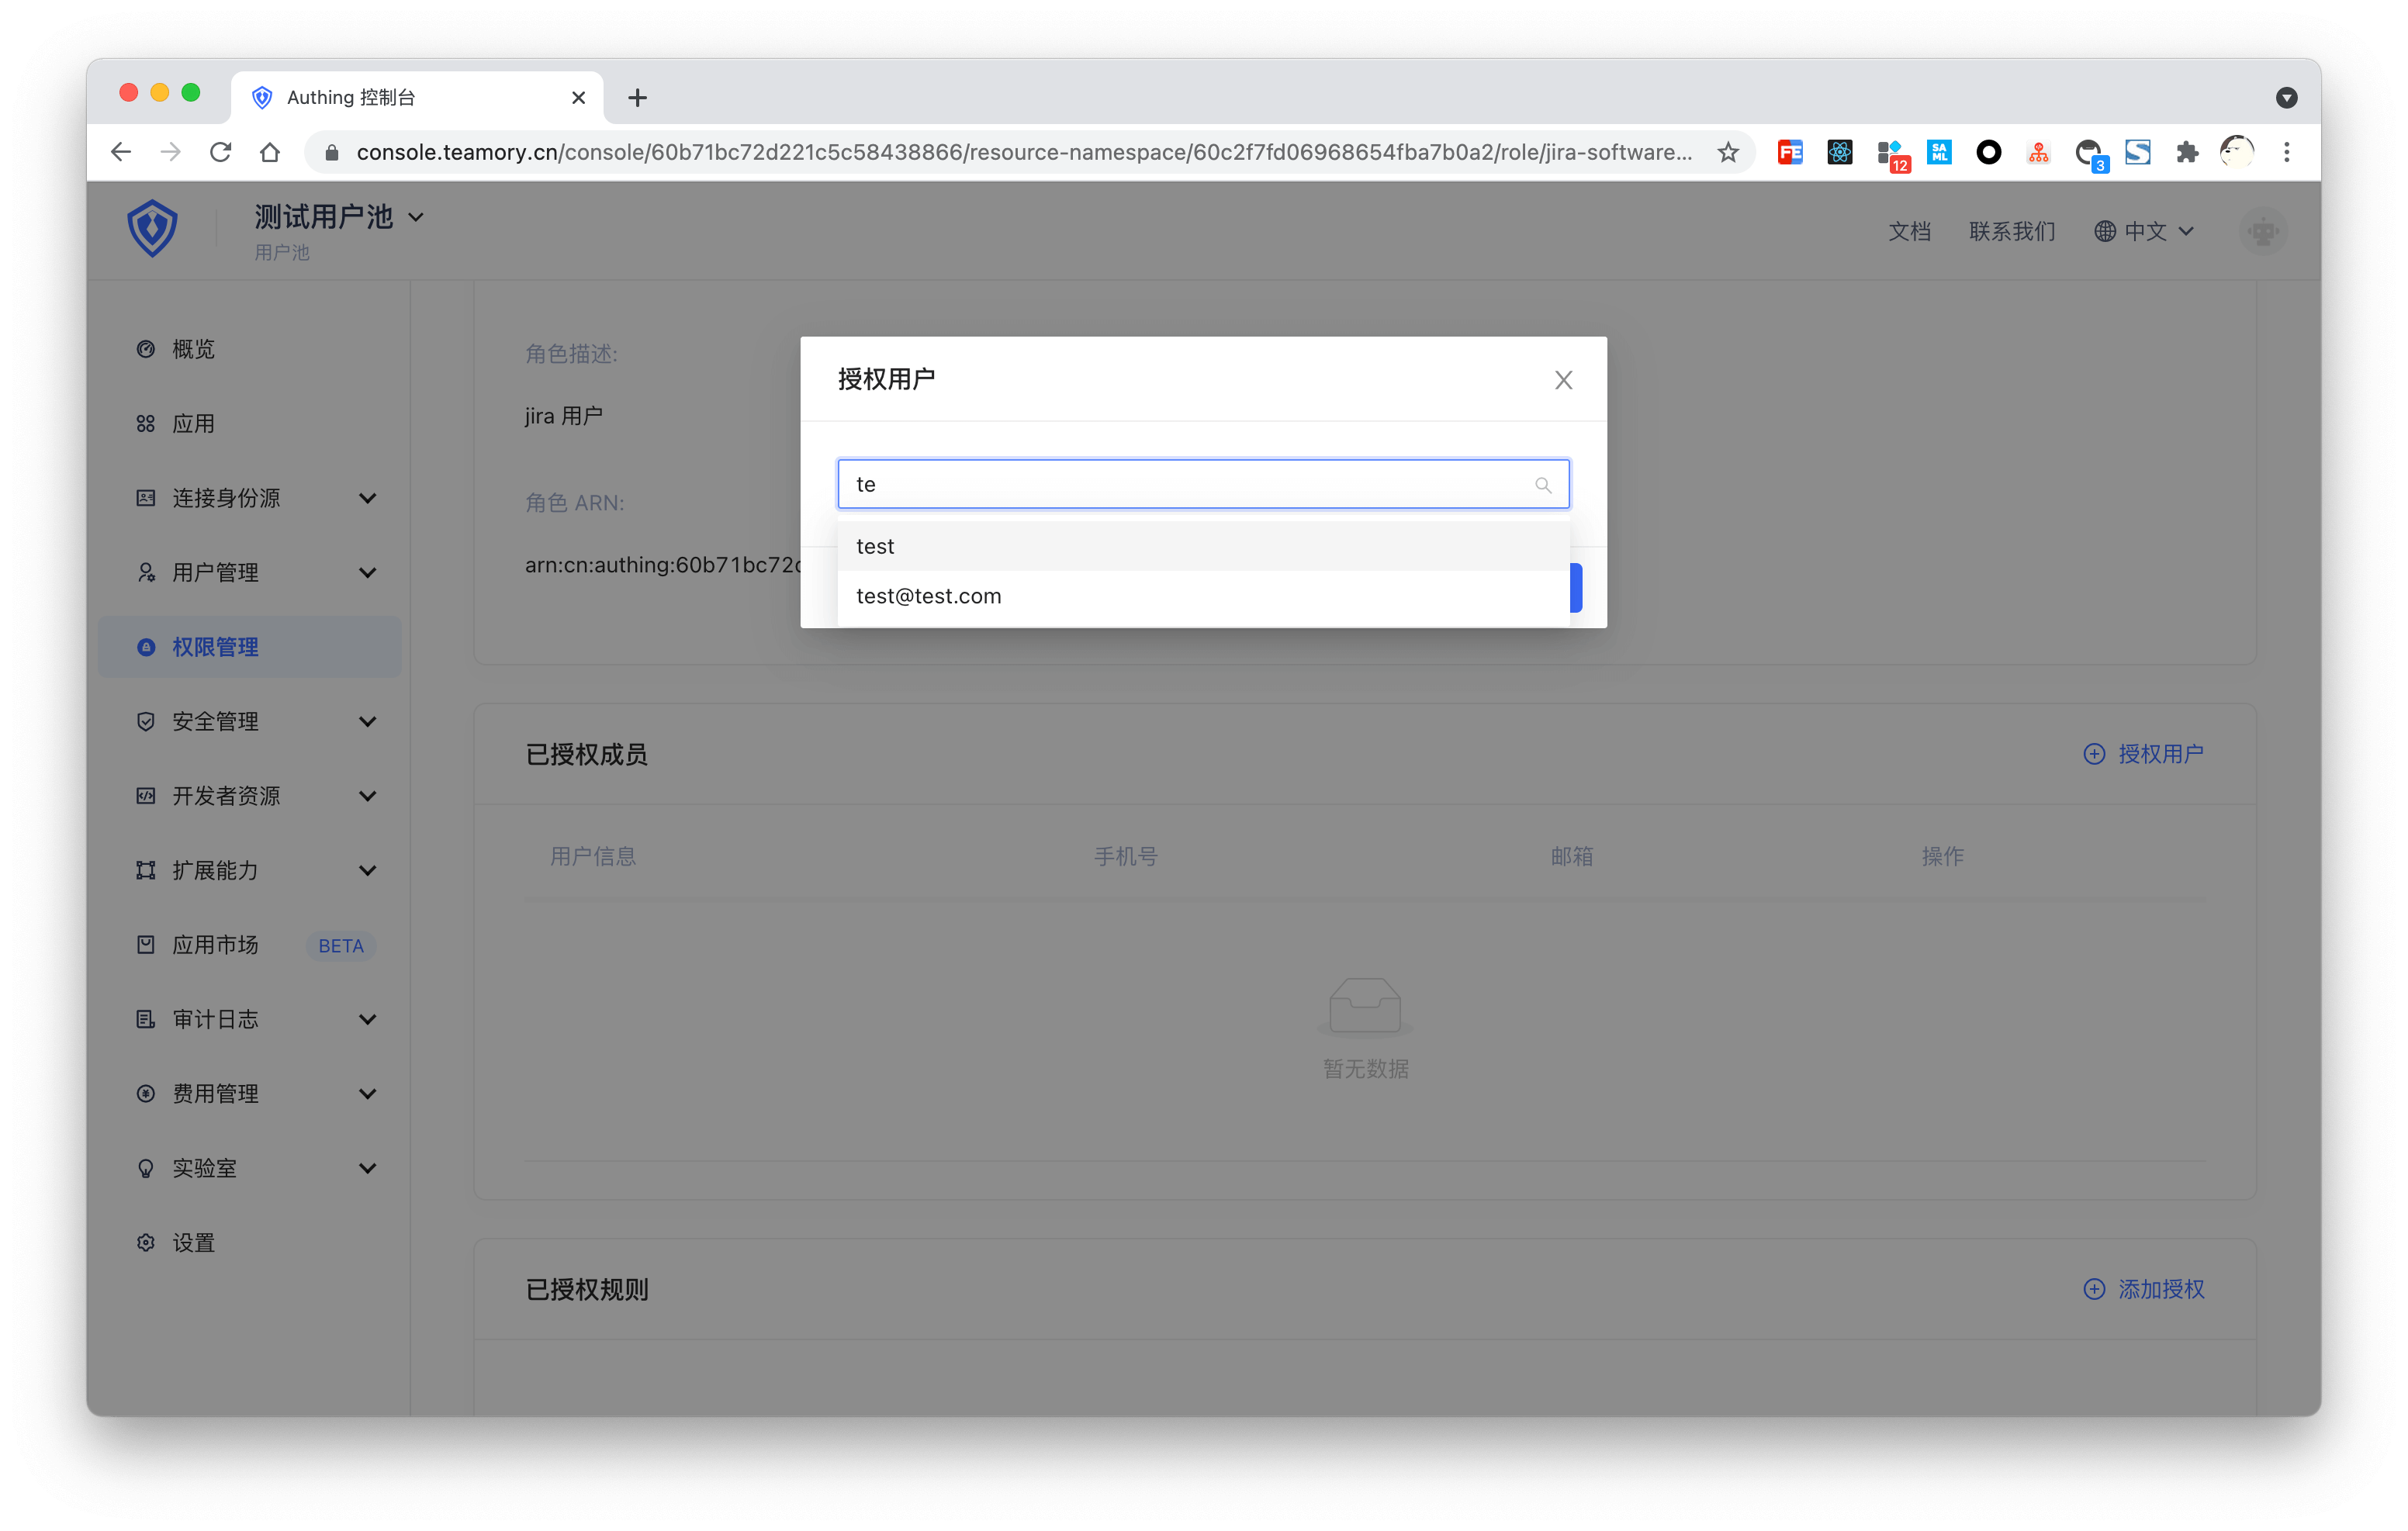 Authing 控制台
console.teamory.cn/console/60b71bc72d221c5c58438866/resource-namespace/60c2f7fd06968654fba7b0a2/role/jira-software...
FE
12
SA
ML
3
测试用户池
用户池
文档
联系我们
中文
概览
应用
连接身份源
用户管理
权限管理
安全管理
开发者资源
扩展能力
应用市场
BETA
审计日志
费用管理
实验室
设置
角色描述:
jira 用户
角色 ARN:
arn:cn:authing:60b71bc72
授权用户
te
test
test@test.com
已授权成员
授权用户
用户信息
手机号
邮箱
操作
暂无数据
已授权规则
添加授权